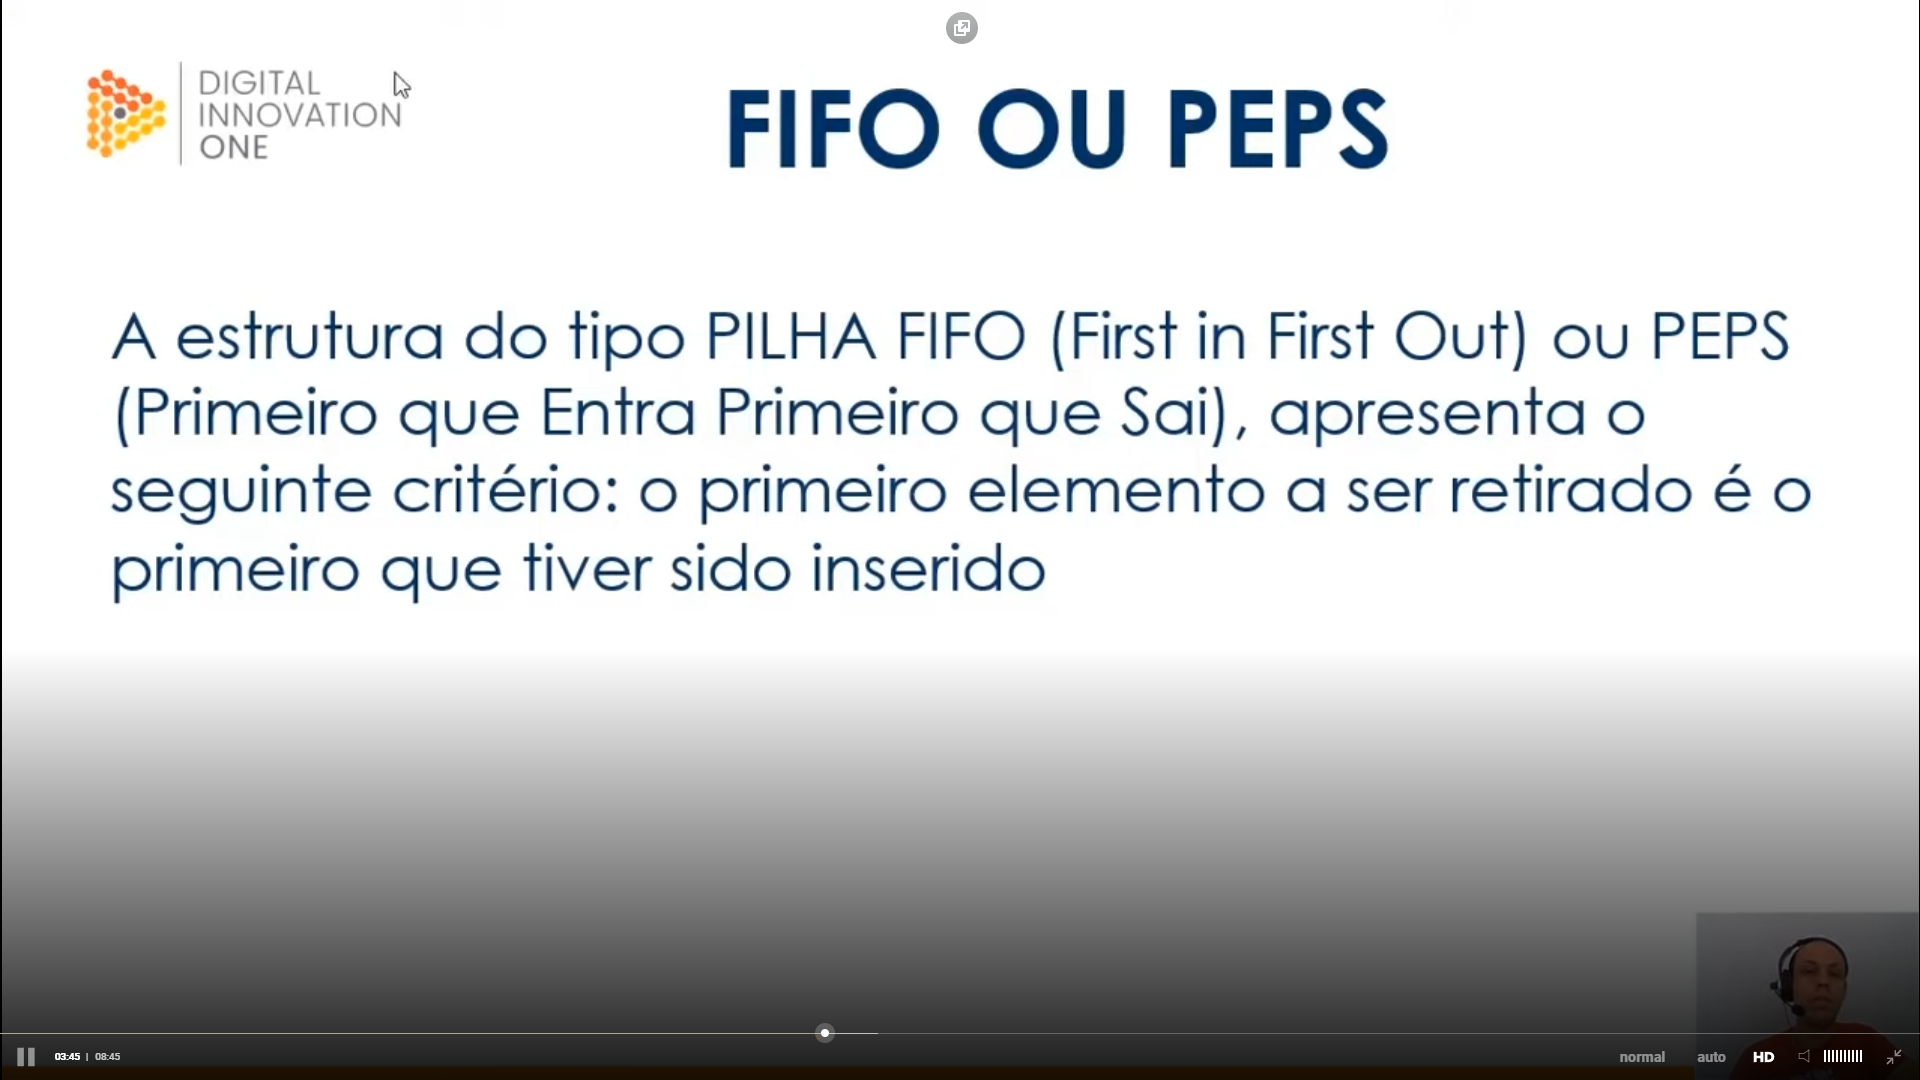 DIGITAL
INNOVATION
ONE
FIFO OU PEPS
A estrutura do tipo PILHA FIFO (First in First Out) ou PEPS
(Primeiro que Entra Primeiro que Sai), apresenta o
seguinte critério: o primeiro elemento a ser retirado é o
primeiro que tiver sido inserido
03:45 | 08:45
normal auto HD